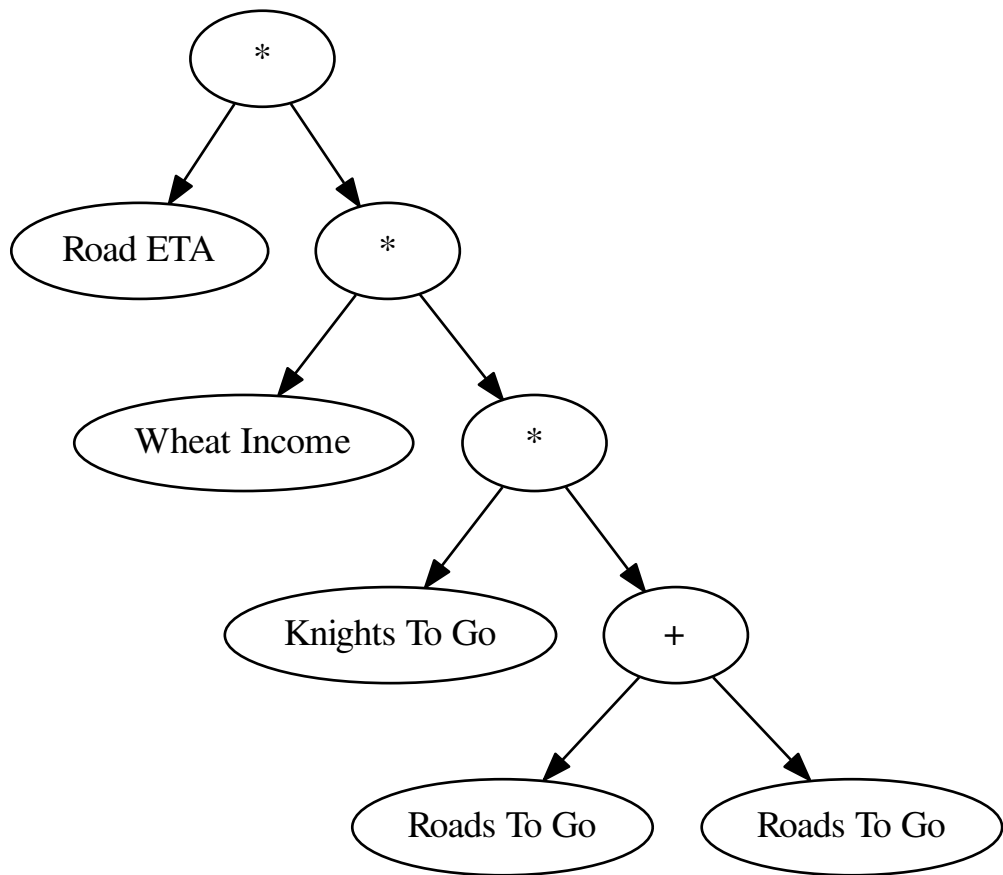 *
Road ETA
*
Wheat Income
*
Knights To Go
+
Roads To Go
Roads To Go